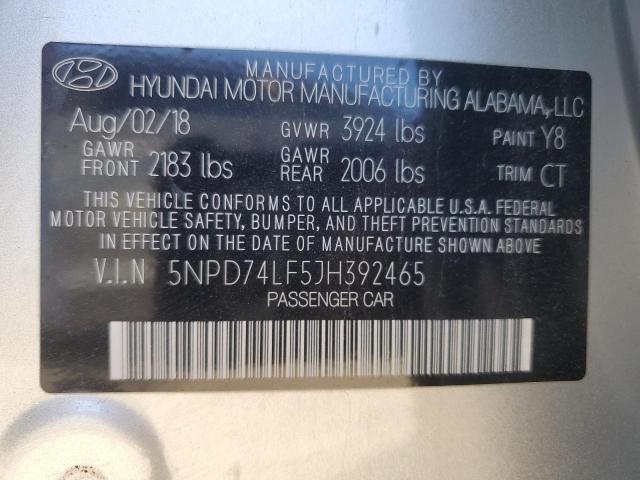 MANUFACTURED BY
HYUNDAI MOTOR MANUFACTURING ALABAMA, LLC
Aug/02/18 GVWR 3924 lbs PAINT Y8
GAWR FRONT 2183 lbs GAWR REAR 2006 lbs TRIM CT
THIS VEHICLE CONFORMS TO ALL APPLICABLE U.S.A. FEDERAL
MOTOR VEHICLE SAFETY, BUMPER, AND THEFT PREVENTION STANDARDS
IN EFFECT ON THE DATE OF MANUFACTURE SHOWN ABOVE
V.I.N 5NPD74LF5JH392465
PASSENGER CAR